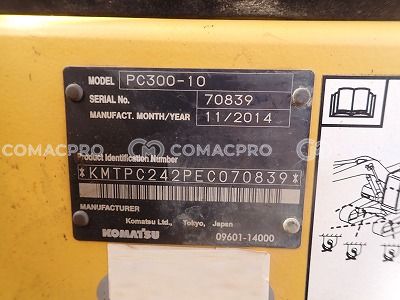 MODEL PC300-10
SERIAL No. 70839
MANUFACT. MONTH/YEAR 11/2014
COMACPRO COMACPRO COMACPRO
Product Identification Number
*KMTPC242PEC070839*
MANUFACTURER
Komatsu Ltd., Tokyo, Japan
KOMATSU 09601-14000